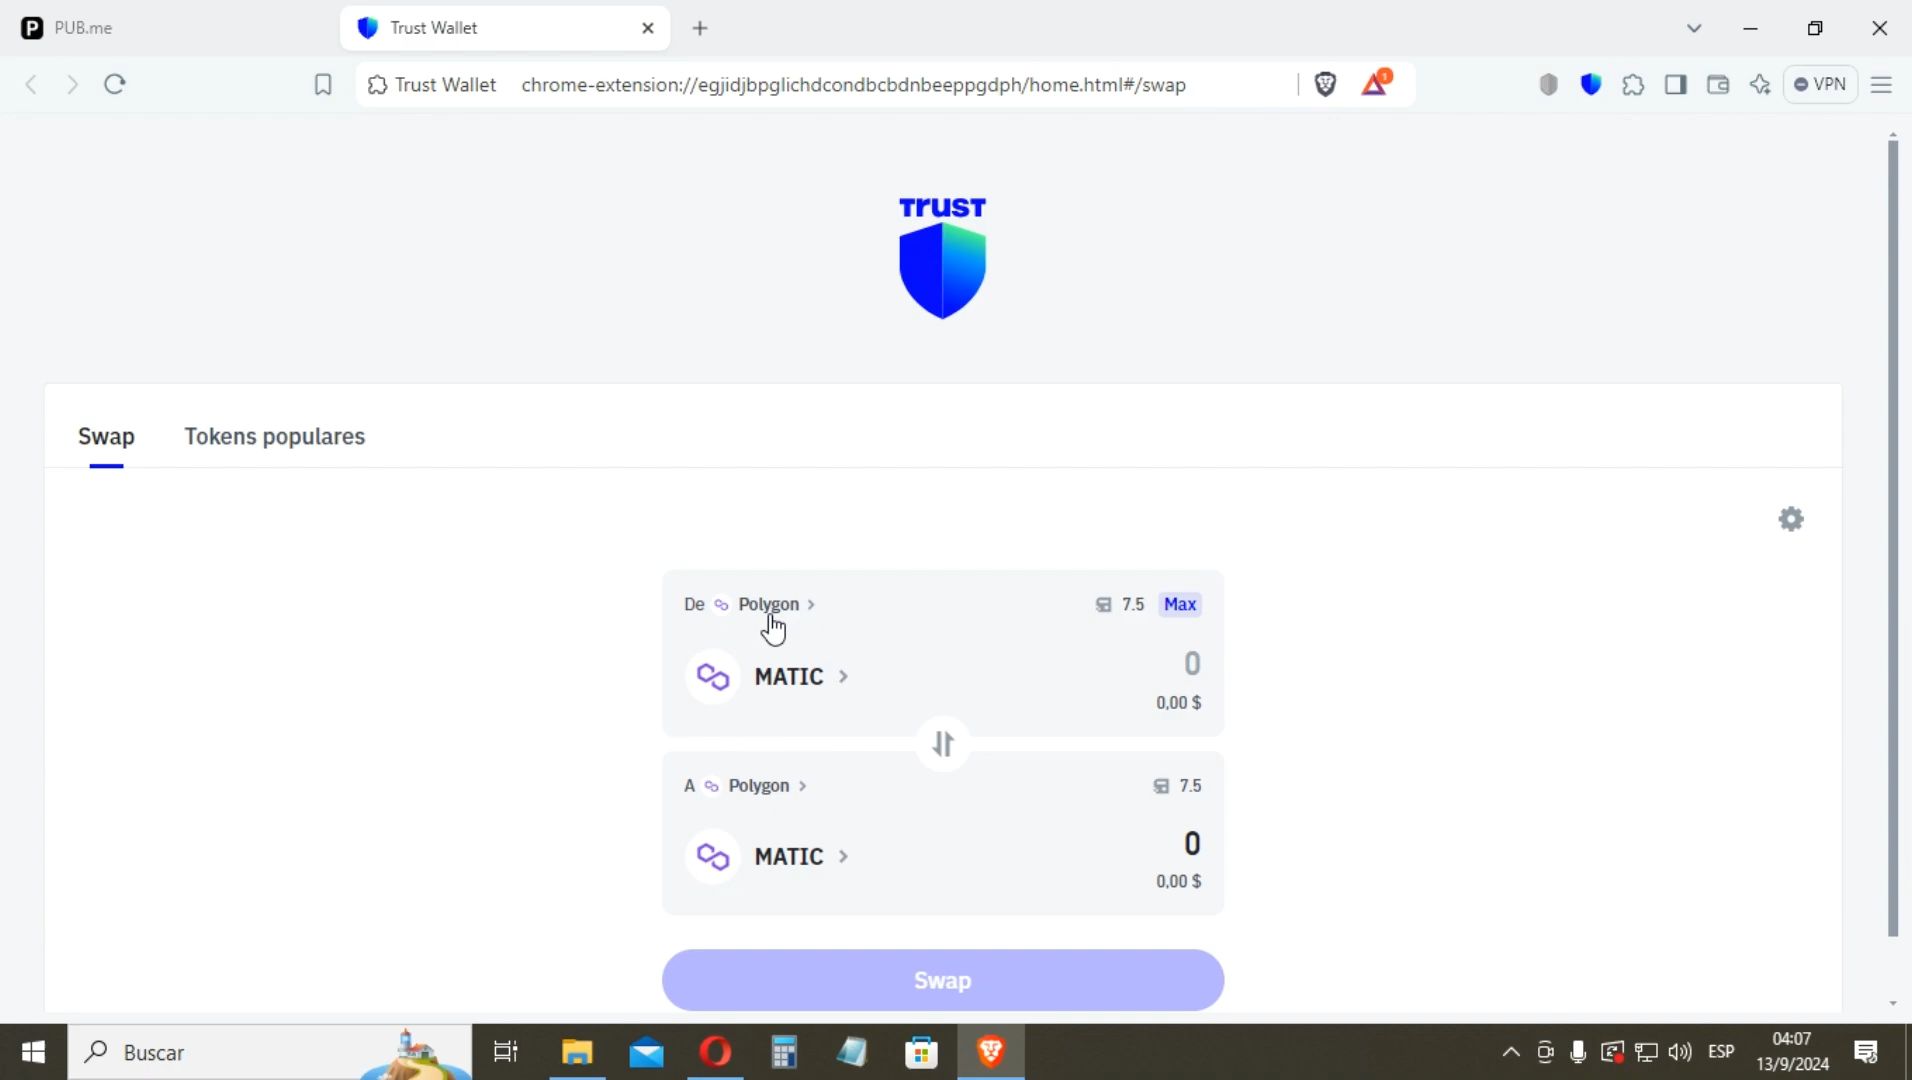 PUB.me
Trust Wallet
Trust Wallet chrome-extension://egjidjbpglichdcondbcbdnbeeppgdph/home.html#/swap
1
VPN
TRUST
Swap Tokens populares
De Polygon > 7.5 Max
MATIC > 0
0,00 $
A Polygon > 7.5
MATIC > 0
0,00 $
Swap
Buscar
ESP
04:07
13/9/2024